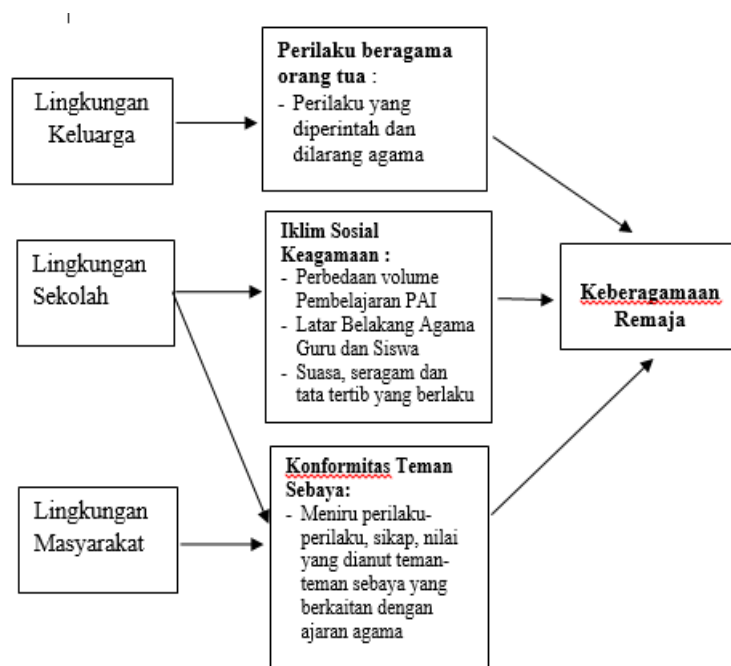 Lingkungan
Keluarga
Perilaku beragama
orang tua :
- Perilaku yang
diperintah dan
dilarang agama
Lingkungan
Sekolah
Iklim Sosial
Keagamaan :
- Perbedaan volume
Pembelajaran PAI
- Latar Belakang Agama
Guru dan Siswa
- Suasa, seragam dan
tata tertib yang berlaku
Keberagamaan
Remaja
Lingkungan
Masyarakat
Konformitas Teman
Sebaya:
- Meniru perilaku-
perilaku, sikap, nilai
yang dianut teman-
teman sebaya yang
berkaitan dengan
ajaran agama